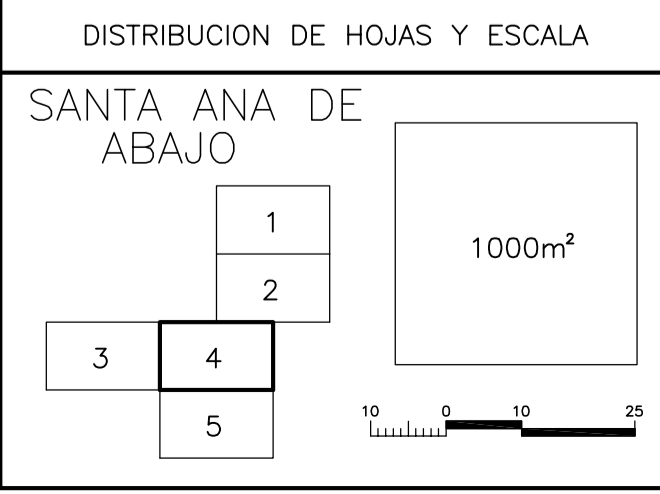 DISTRIBUCION DE HOJAS Y ESCALA
SANTA ANA DE
ABAJO
1
1000m²
2
3 4
5
10 0 10 25